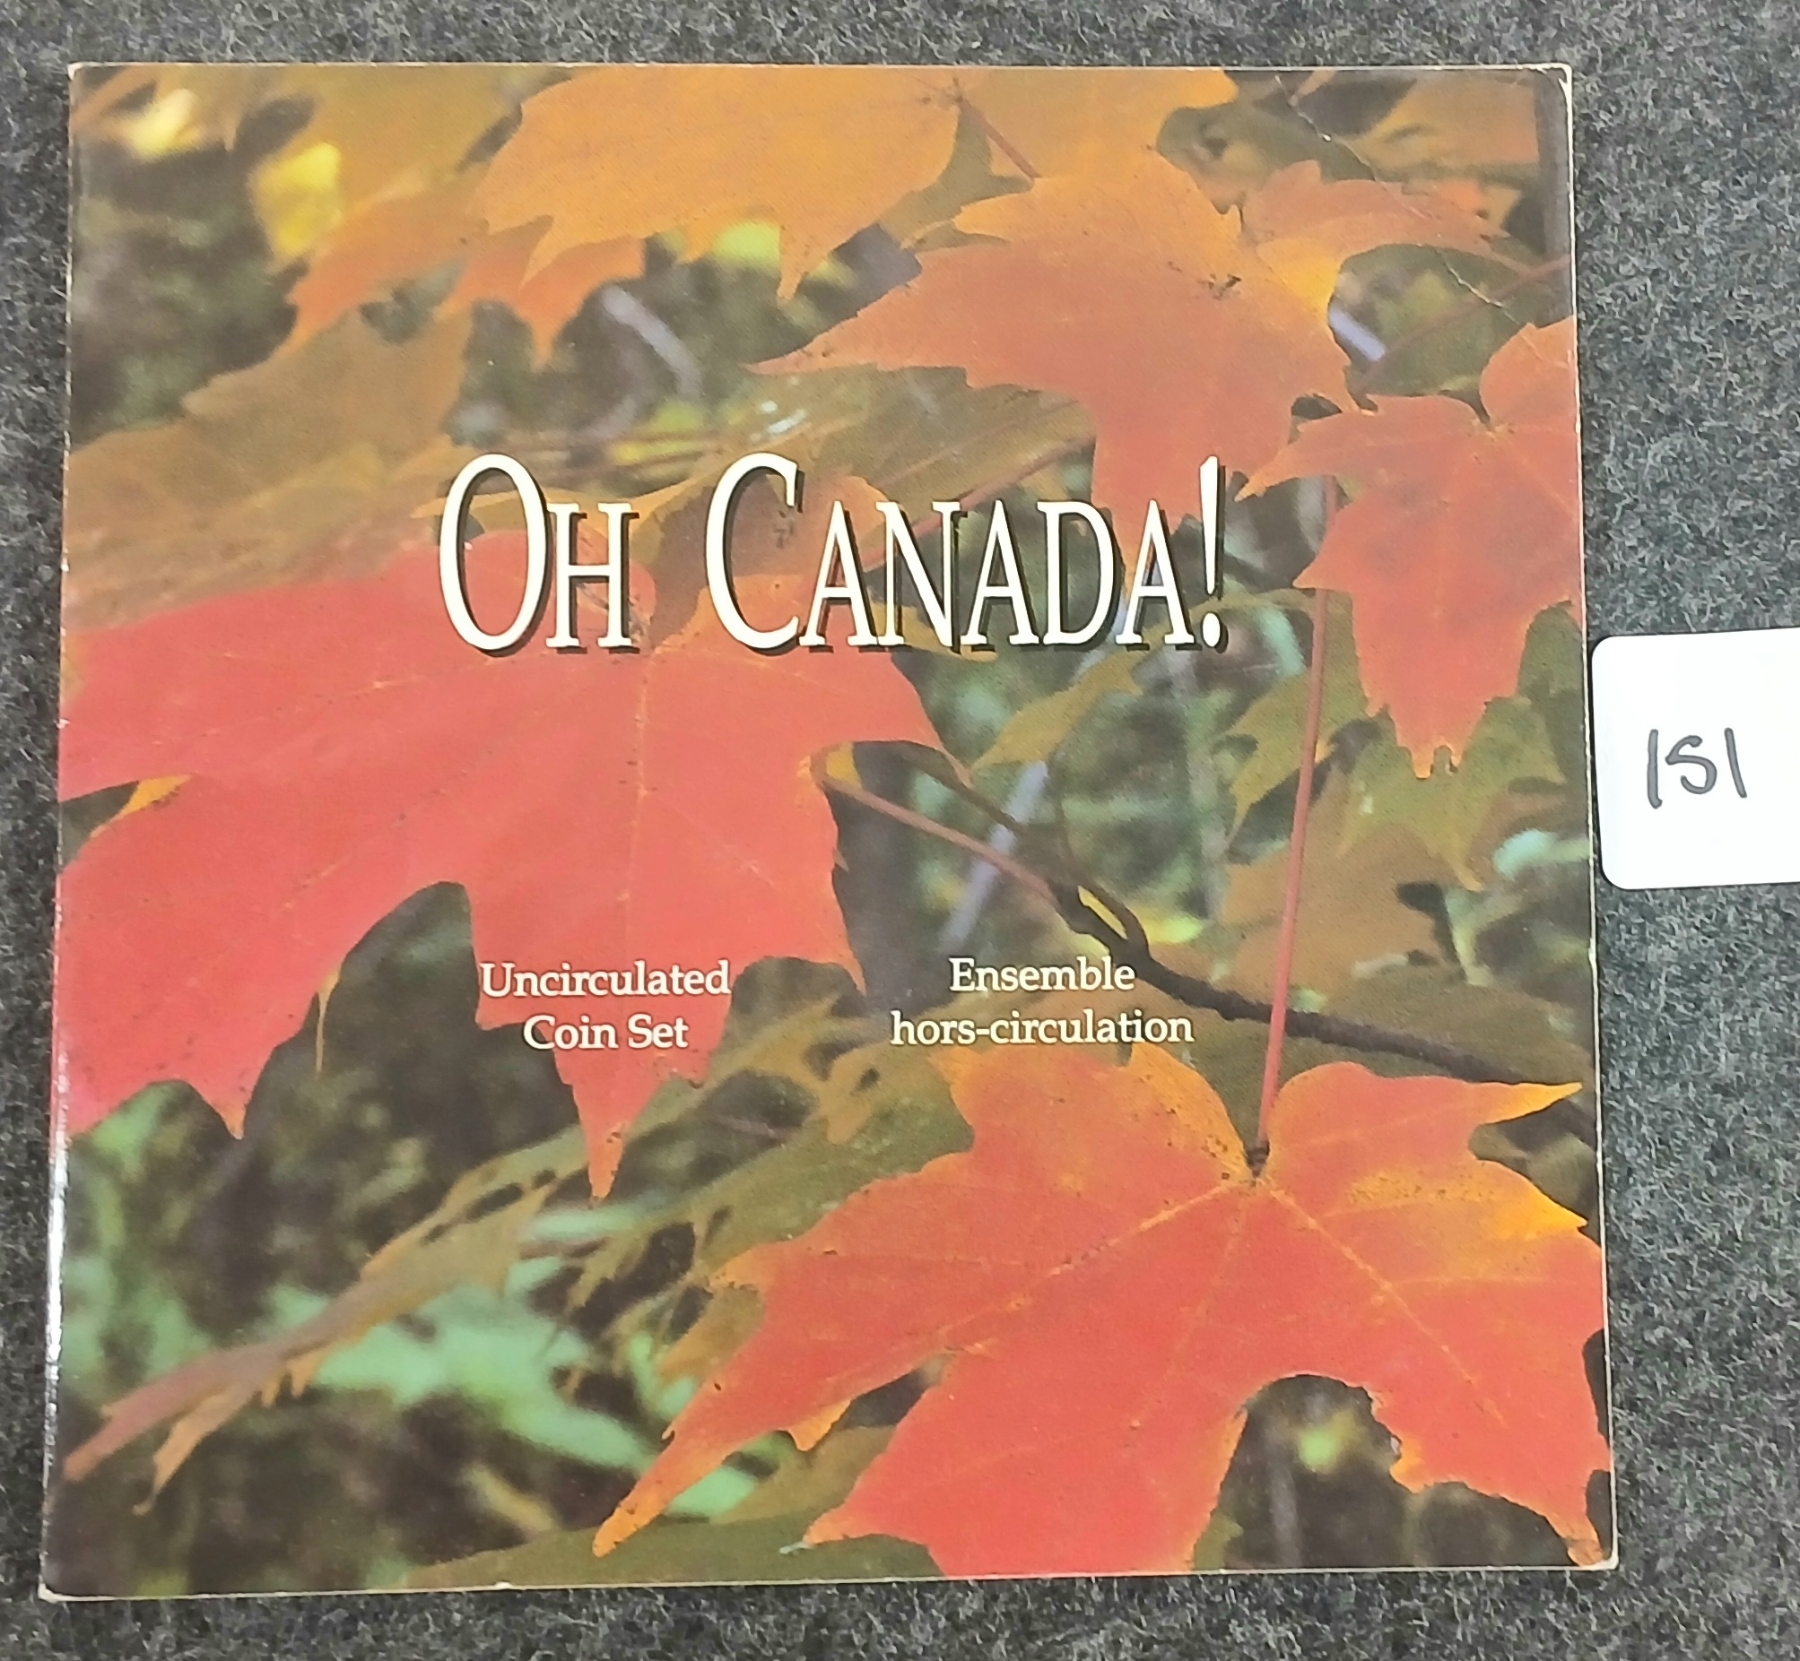 OH CANADA!
Uncirculated
Coin Set
Ensemble
hors-circulation
151